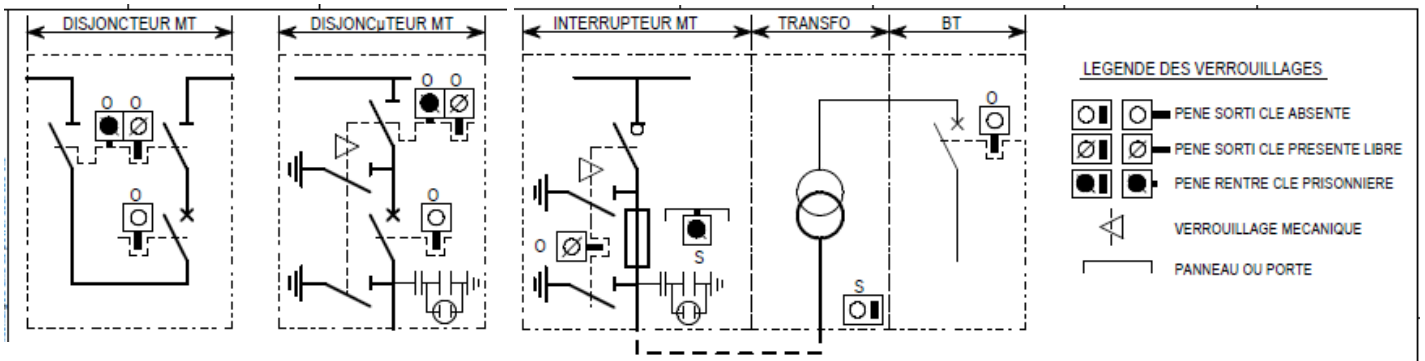 DISJONCTEUR MT
DISJONCµTEUR MT
INTERRUPTEUR MT
TRANSFO
BT
O O
O
O O
O
O
S
S
O
LEGENDE DES VERROUILLAGES
PENE SORTI CLE ABSENTE
PENE SORTI CLE PRESENTE LIBRE
PENE RENTRE CLE PRISONNIERE
VERROUILLAGE MECANIQUE
PANNEAU OU PORTE